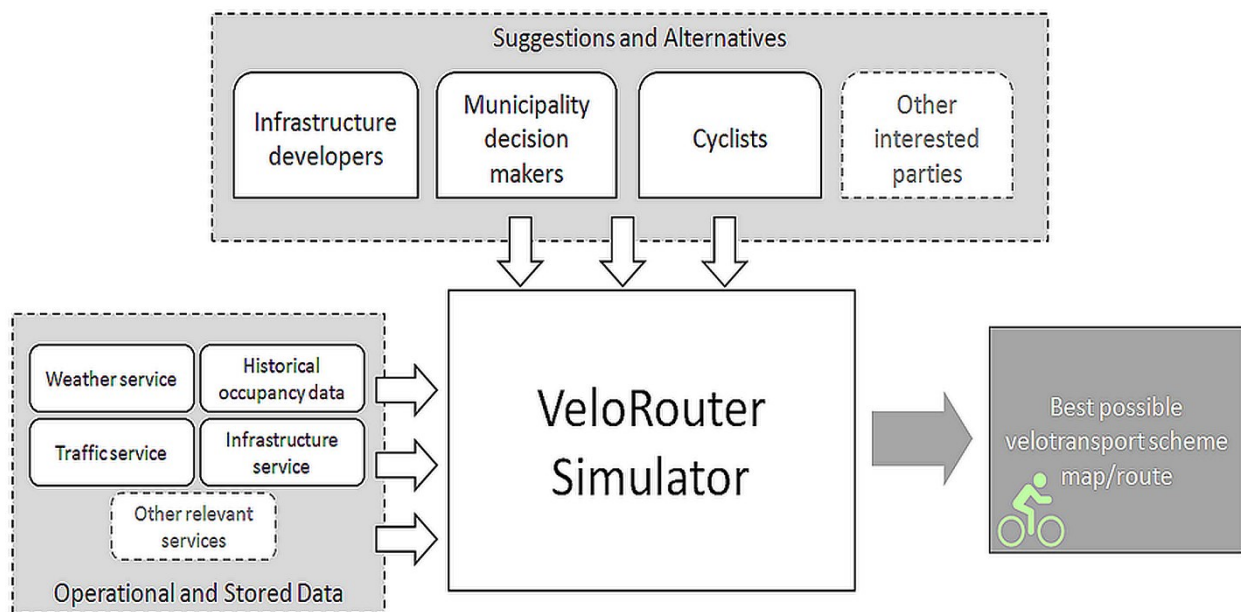 Suggestions and Alternatives
Infrastructure
developers
Municipality
decision
makers
Cyclists
Other
interested
parties
Weather service
Historical
occupancy data
Traffic service
Infrastructure
service
Other relevant
services
Operational and Stored Data
VeloRouter
Simulator
Best possible
velotransport scheme
map/route